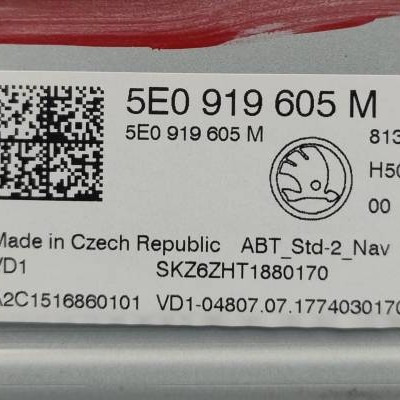 5E0 919 605 M
5E0 919 605 M
813
H50
00
Made in Czech Republic ABT_Std-2_Nav
VD1 SKZ6ZHT1880170
A2C1516860101 VD1-04807.07.1774030170